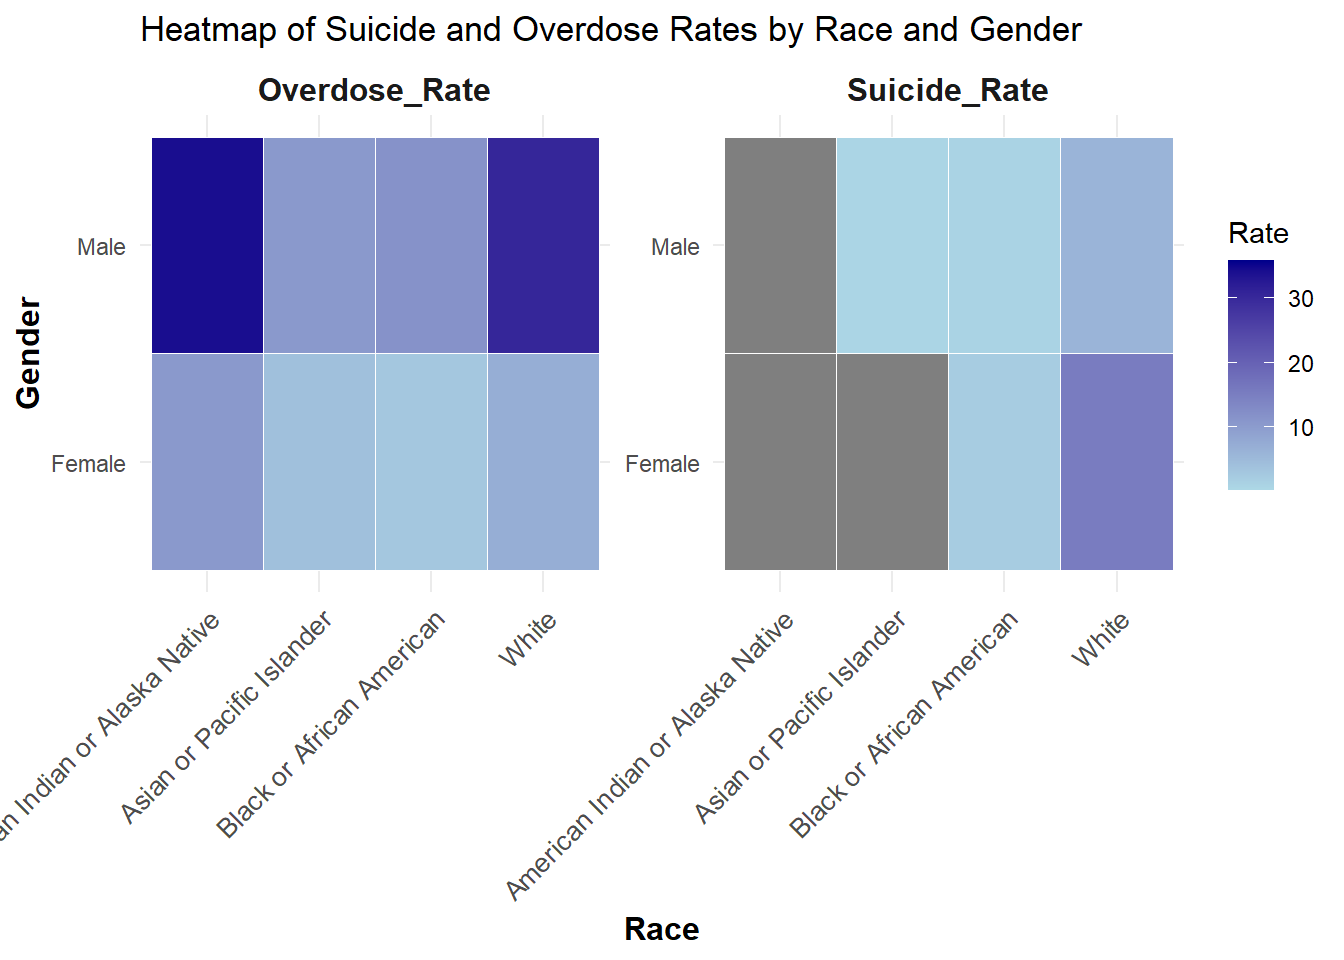 Heatmap of Suicide and Overdose Rates by Race and Gender
Overdose_Rate
Suicide_Rate
Gender
Male
Female
Male
Female
Indian or Alaska Native
Asian or Pacific Islander
Black or African American
White
American Indian or Alaska Native
Asian or Pacific Islander
Black or African American
White
Race
Rate
30
20
10